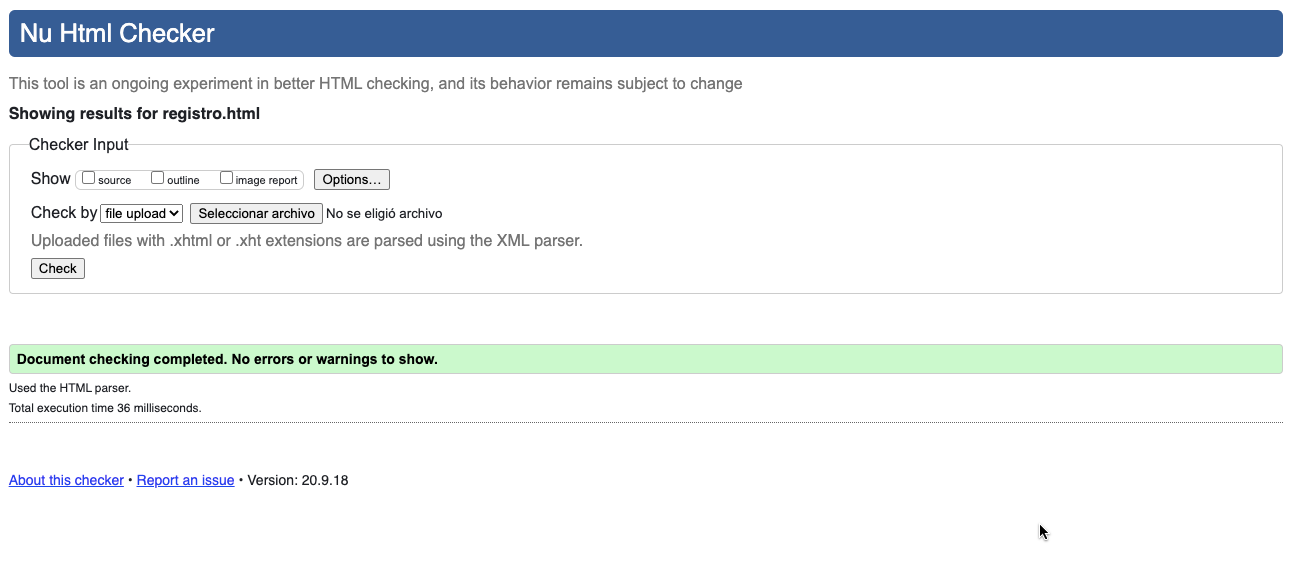 Nu Html Checker
This tool is an ongoing experiment in better HTML checking, and its behavior remains subject to change
Showing results for registro.html
Checker Input
Show source outline image report Options...
Check by file upload Seleccionar archivo No se eligió archivo
Uploaded files with .xhtml or .xht extensions are parsed using the XML parser.
Check
Document checking completed. No errors or warnings to show.
Used the HTML parser.
Total execution time 36 milliseconds.
About this checker • Report an issue • Version: 20.9.18